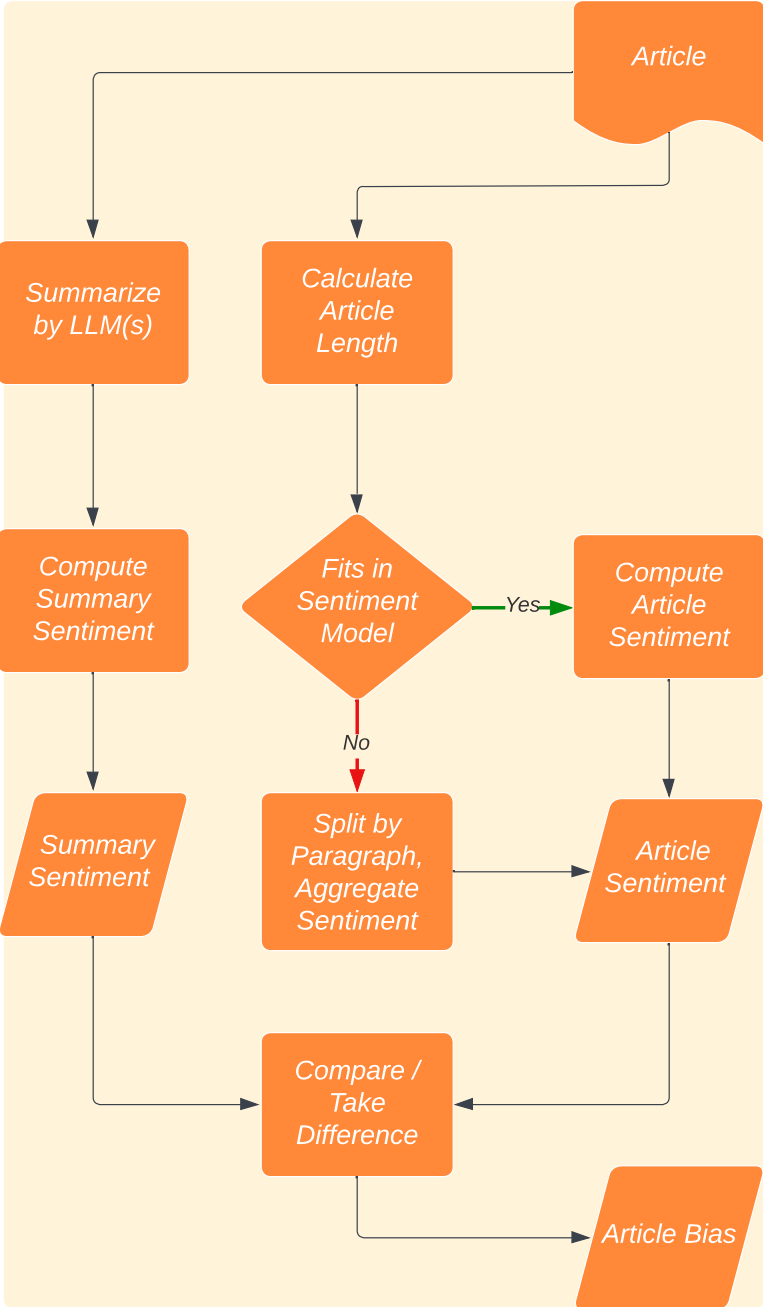 Article
Summarize
by LLM(s)
Calculate
Article
Length
Compute
Summary
Sentiment
Fits in
Sentiment
Model
Yes
Compute
Article
Sentiment
No
Summary
Sentiment
Split by
Paragraph,
Aggregate
Sentiment
Article
Sentiment
Compare /
Take
Difference
Article Bias